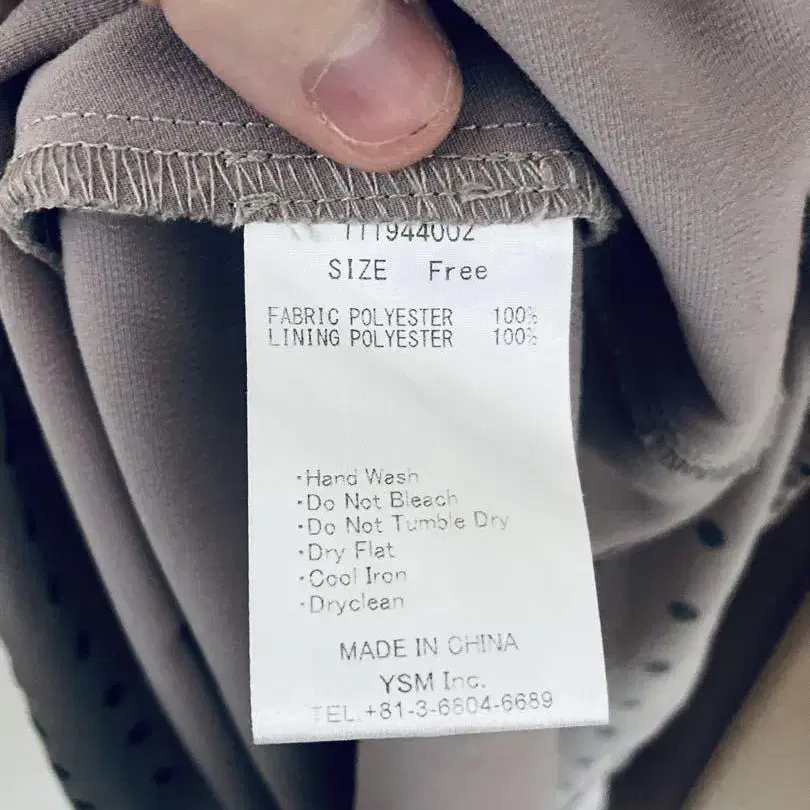 111944002
SIZE Free
FABRIC POLYESTER 100%
LINING POLYESTER 100%
・Hand Wash
・Do Not Bleach
・Do Not Tumble Dry
・Dry Flat
・Cool Iron
・Dryclean
MADE IN CHINA
YSM Inc.
TEL.+81-3-6804-6689